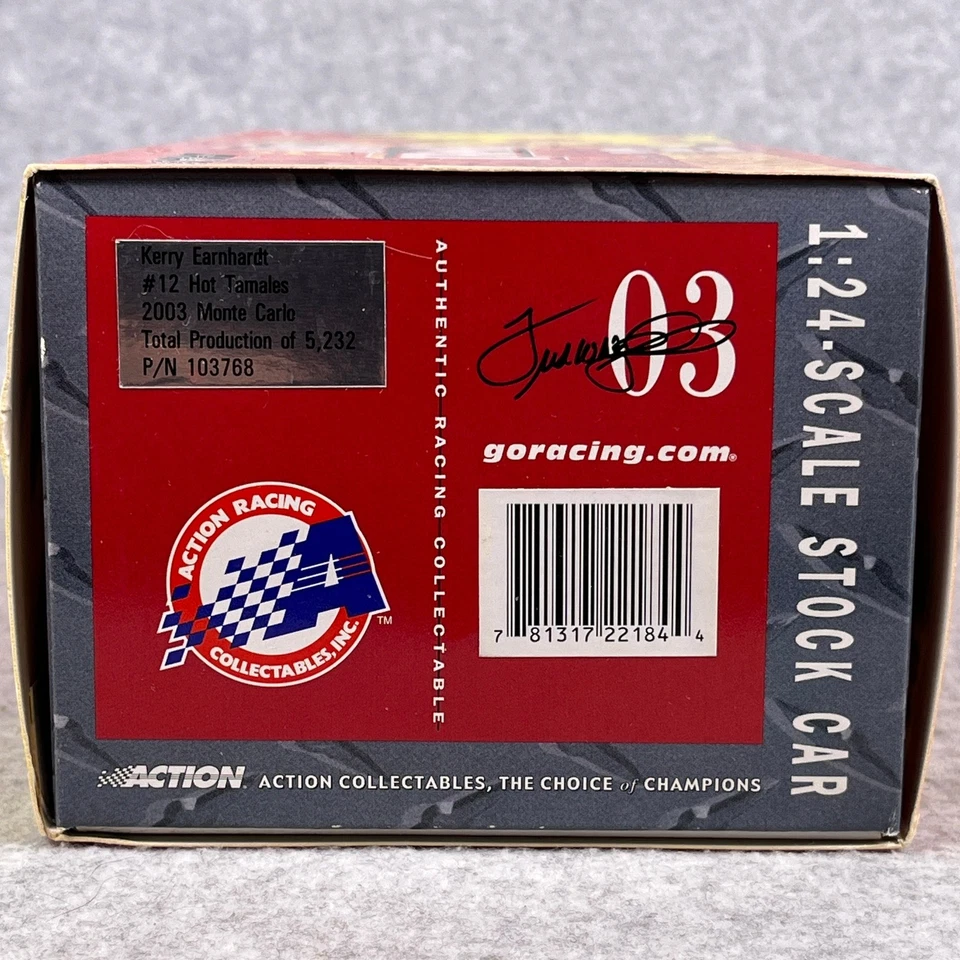 Kerry Earnhardt
#12 Hot Tamales
2003 Monte Carlo
Total Production of 5,232
P/N 103768
AUTHENTIC RACING COLLECTABLE
03
goracing.com®
7 81317 22184 4
ACTION RACING
COLLECTABLES, INC.
A
TM
1:24-SCALE STOCK CAR
ACTION
ACTION COLLECTABLES, THE CHOICE of CHAMPIONS